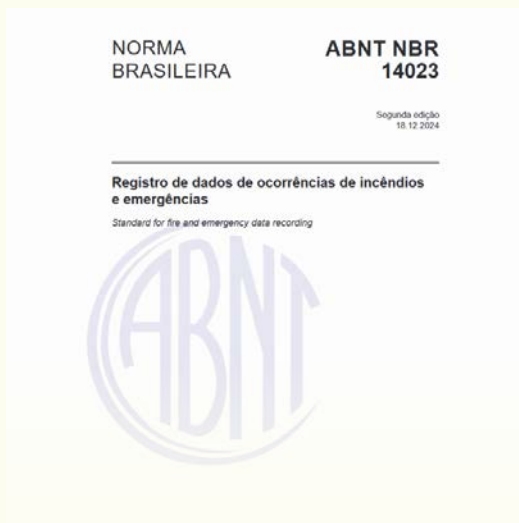 NORMA
BRASILEIRA
ABNT NBR
14023
Segunda edição
18.12.2024
Registro de dados de ocorrências de incêndios
e emergências
Standard for fire and emergency data recording
ABNT